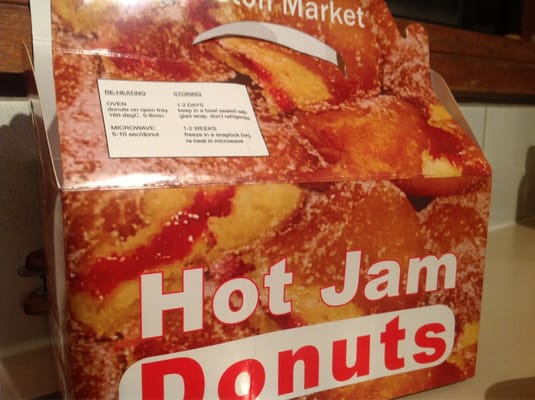 Market
RE-HEATING
OVEN:
donuts on open tray
160 degC, 5-8min.
MICROWAVE:
5-10 sec/donut
STORING
1-2 DAYS
keep in a bowl sealed w/
glad wrap, don't refrigerate
1-2 WEEKS
freeze in a snaplock bag
re-heat in microwave
Hot Jam
Donuts